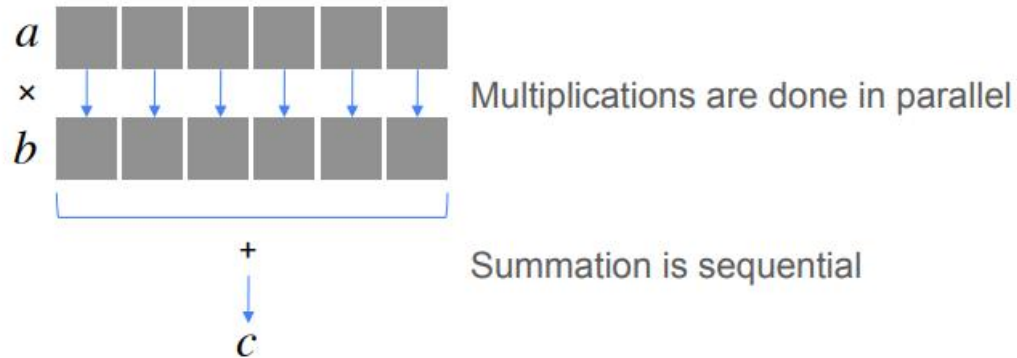 a
×
Multiplications are done in parallel
b
+
Summation is sequential
c